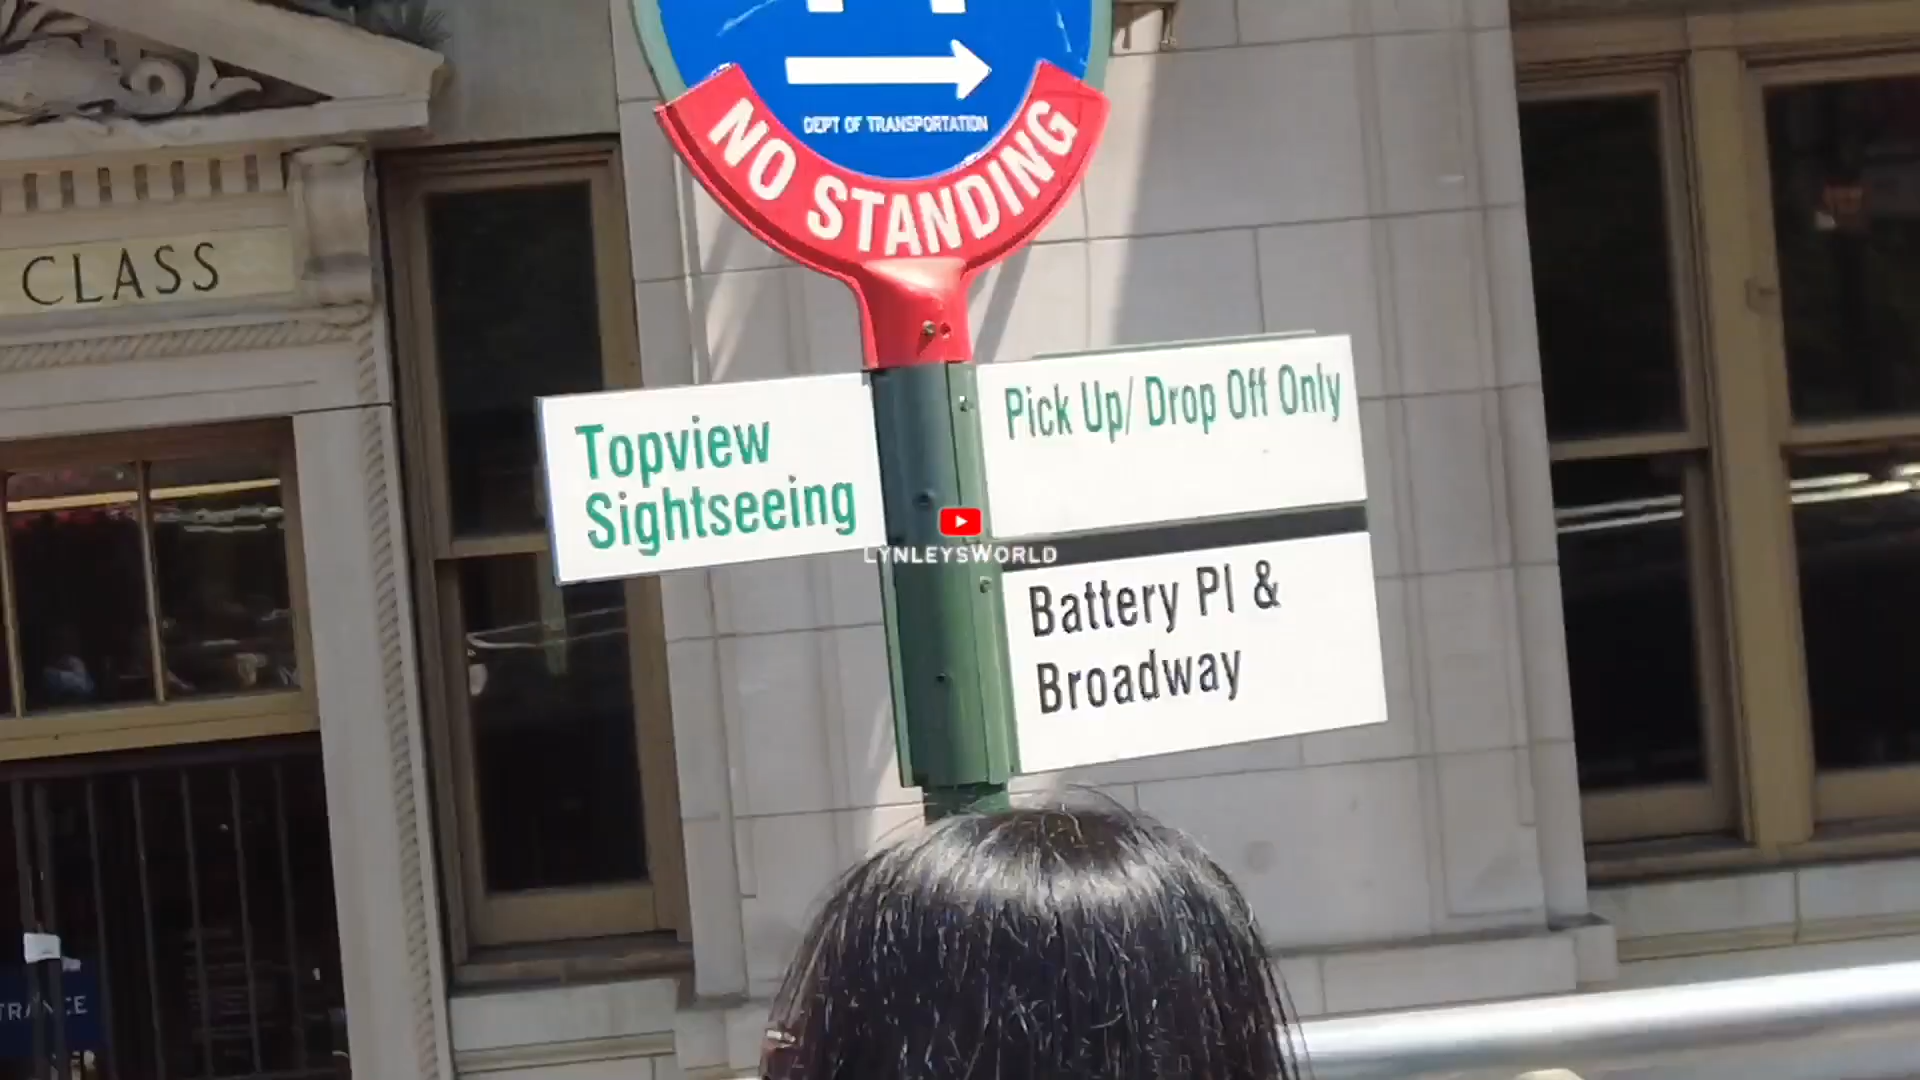 DEPT OF TRANSPORTATION
NO STANDING
CLASS
Topview
Sightseeing
Pick Up/ Drop Off Only
Battery Pl &
Broadway
LYNLEYSWORLD